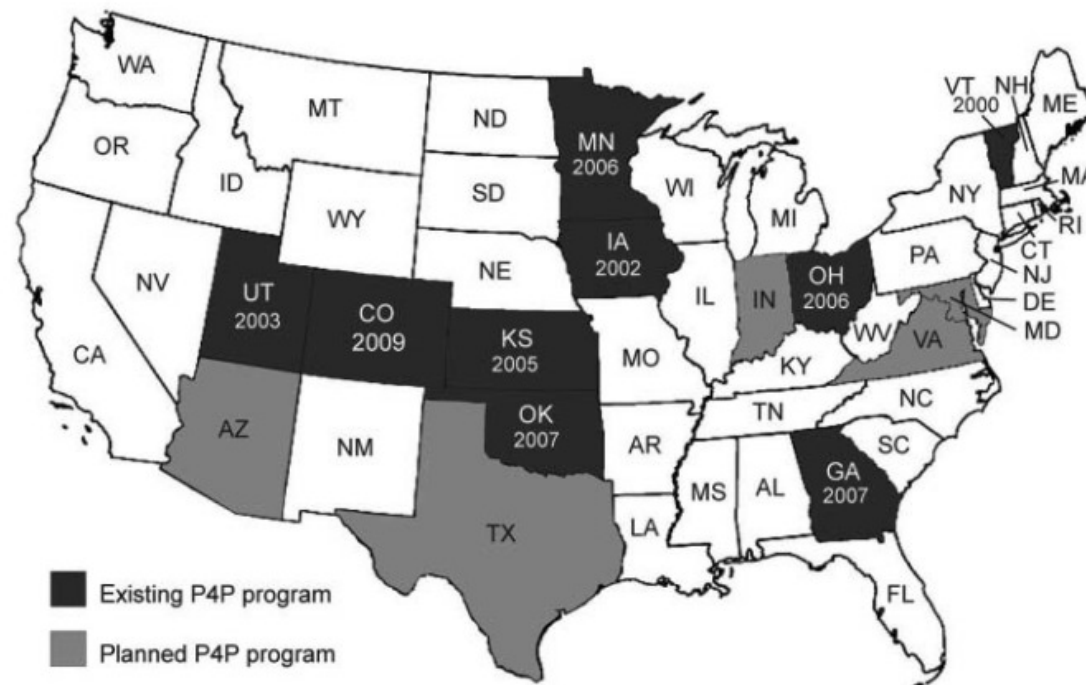 WA
MT
ND
MN
2006
VT
2000
NH
ME
OR
ID
SD
WI
MI
NY
MA
WY
IA
2002
RI
CT
NV
UT
2003
CO
2009
NE
IL
IN
OH
2006
PA
NJ
DE
MD
CA
KS
2005
MO
WV
VA
KY
AZ
NM
OK
2007
AR
TN
NC
SC
TX
LA
MS
AL
GA
2007
FL
Existing P4P program
Planned P4P program